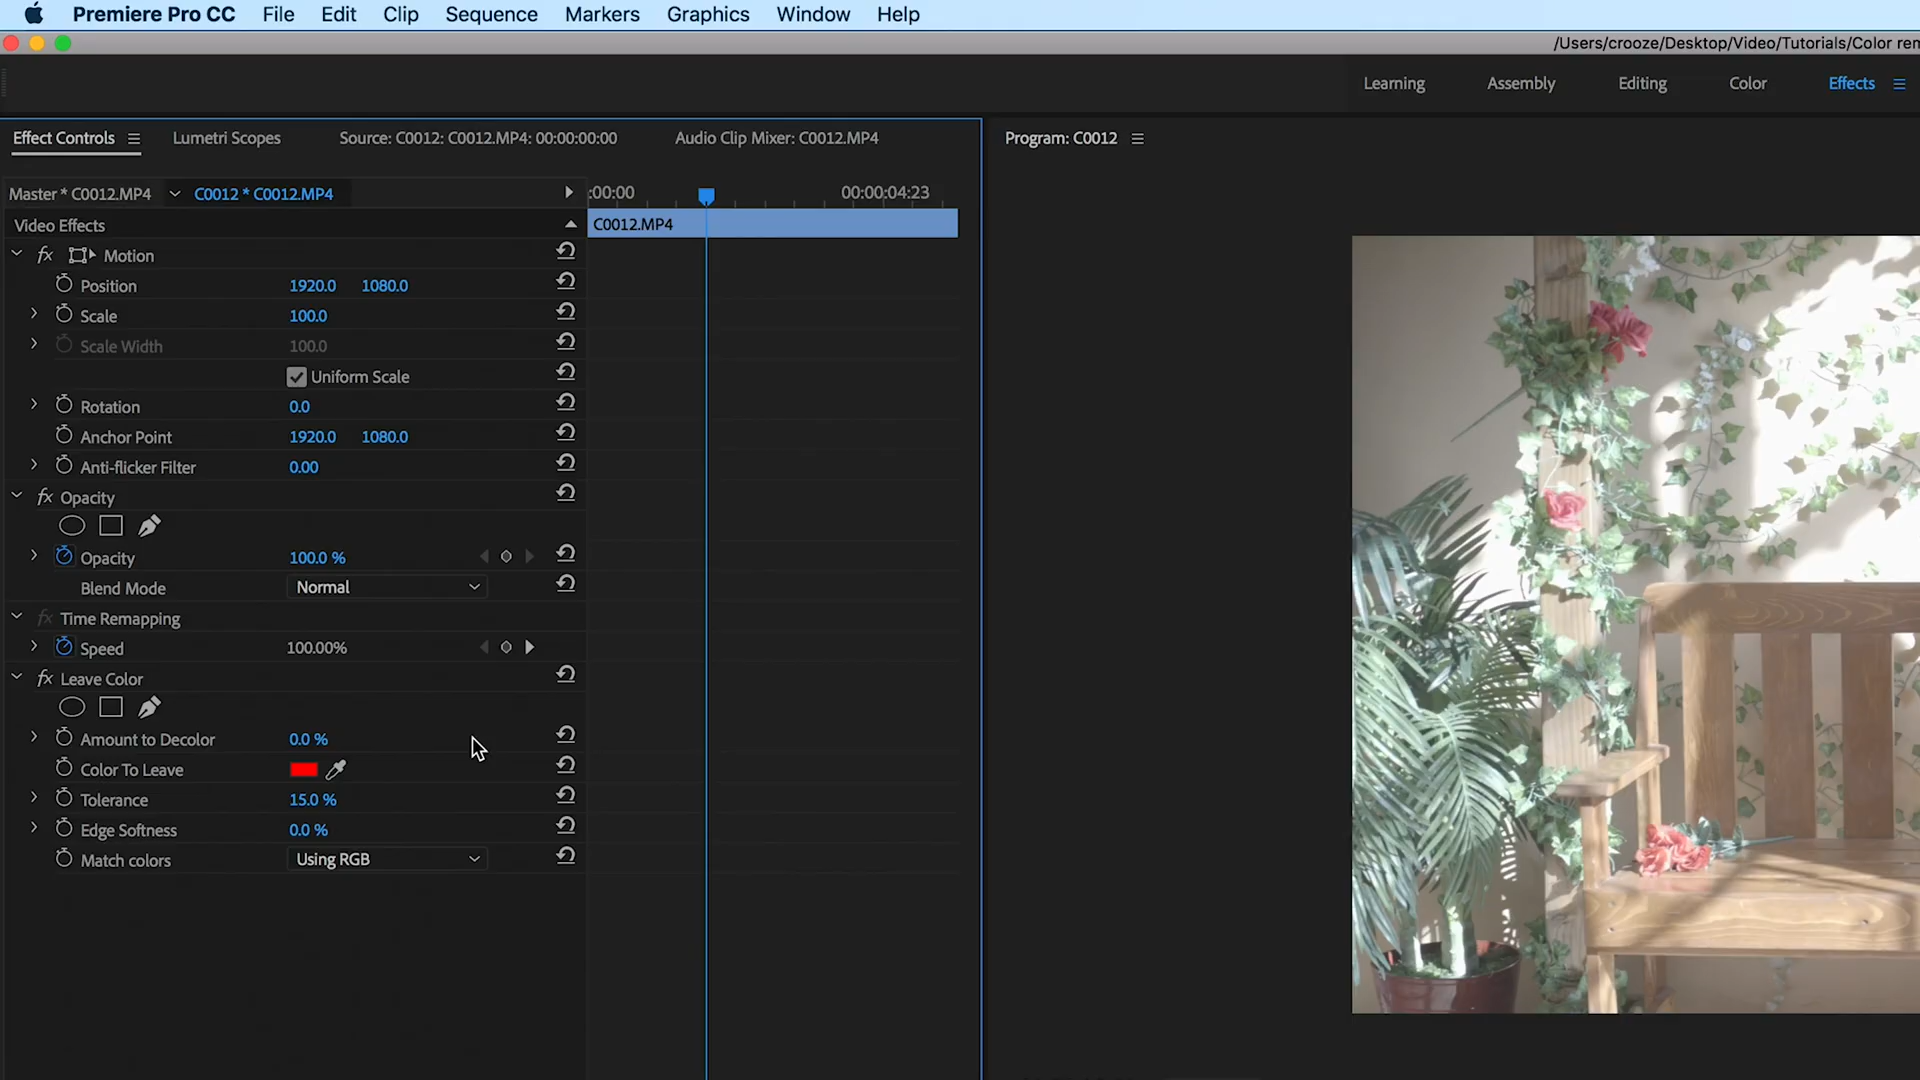 Premiere Pro CC File Edit Clip Sequence Markers Graphics Window Help
/Users/crooze/Desktop/Video/Tutorials/Color rem
Learning Assembly Editing Color Effects
Effect Controls Lumetri Scopes Source: C0012: C0012.MP4: 00:00:00:00 Audio Clip Mixer: C0012.MP4 Program: C0012
Master * C0012.MP4 C0012 * C0012.MP4 :00:00 00:00:04:23
Video Effects C0012.MP4
fx Motion
Position 1920.0 1080.0
Scale 100.0
Scale Width 100.0
Uniform Scale
Rotation 0.0
Anchor Point 1920.0 1080.0
Anti-flicker Filter 0.00
fx Opacity
Opacity 100.0 %
Blend Mode Normal
fx Time Remapping
Speed 100.00%
fx Leave Color
Amount to Decolor 0.0 %
Color To Leave
Tolerance 15.0 %
Edge Softness 0.0 %
Match colors Using RGB